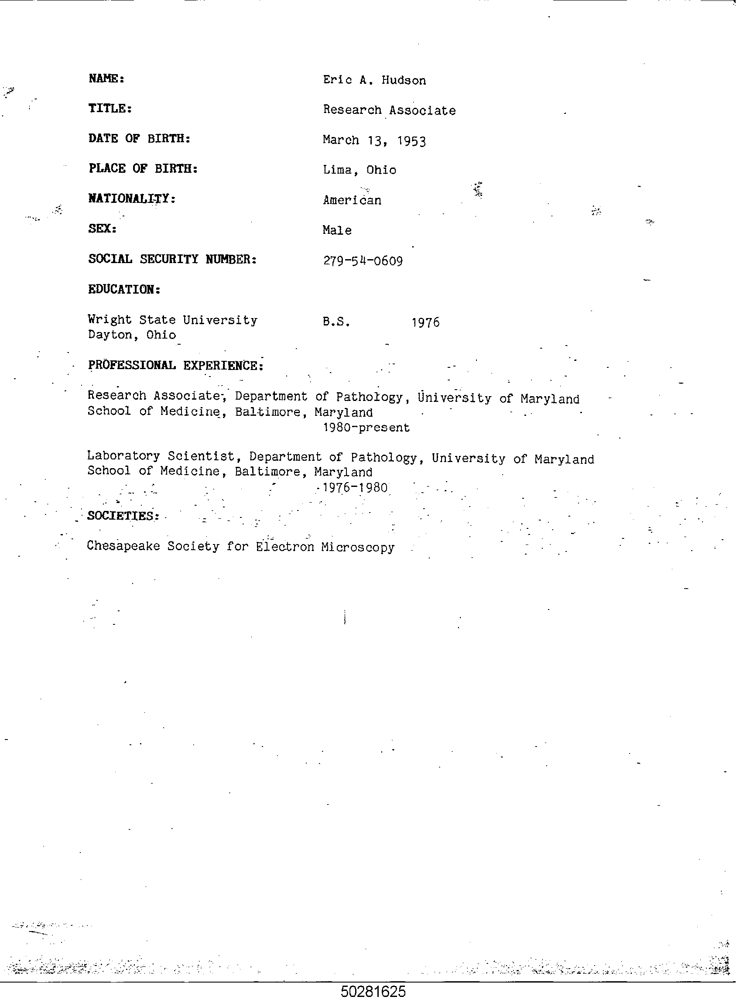 NAME: Eric A. Hudson
TITLE: Research Associate
DATE OF BIRTH: March 13, 1953
PLACE OF BIRTH: Lima, Ohio
NATIONALITY: American
SEX: Male
SOCIAL SECURITY NUMBER: 279-54-0609
EDUCATION:
Wright State University B.S. 1976
Dayton, Ohio
PROFESSIONAL EXPERIENCE:
Research Associate, Department of Pathology, University of Maryland
School of Medicine, Baltimore, Maryland
1980-present
Laboratory Scientist, Department of Pathology, University of Maryland
School of Medicine, Baltimore, Maryland
1976-1980
SOCIETIES:
Chesapeake Society for Electron Microscopy
50281625